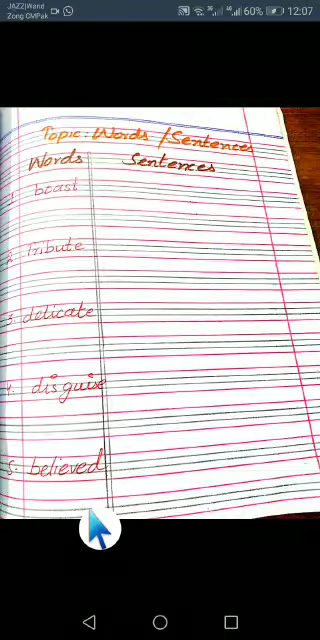 JAZZ|Warid
Zong CMPak
60% 12:07
Topic: Words / Sentences
Words Sentences
1. boast
2. tribute
3. delicate
4. disguise
5. believed